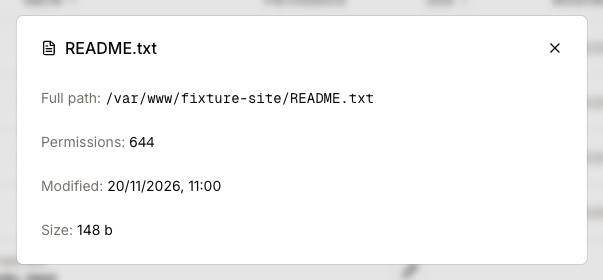 README.txt
Full path: /var/www/fixture-site/README.txt
Permissions: 644
Modified: 20/11/2026, 11:00
Size: 148 b